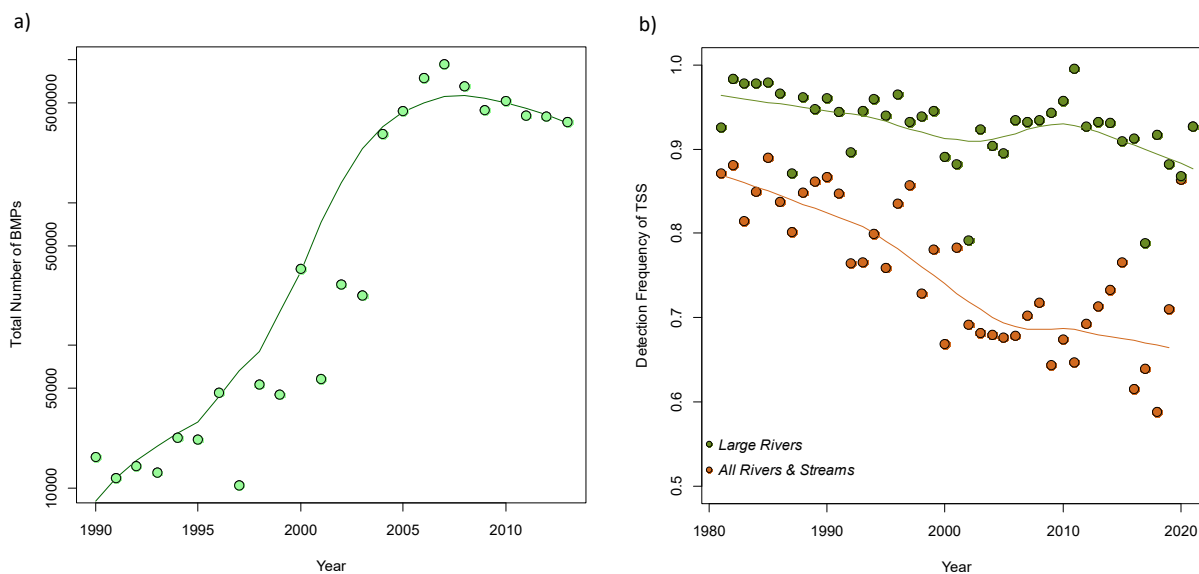 a)
Total Number of BMPs
5000000
500000
50000
10000
1990
1995
2000
2005
2010
Year
b)
Detection Frequency of TSS
1.0
0.9
0.8
0.7
0.6
0.5
Large Rivers
All Rivers & Streams
1980
1990
2000
2010
2020
Year